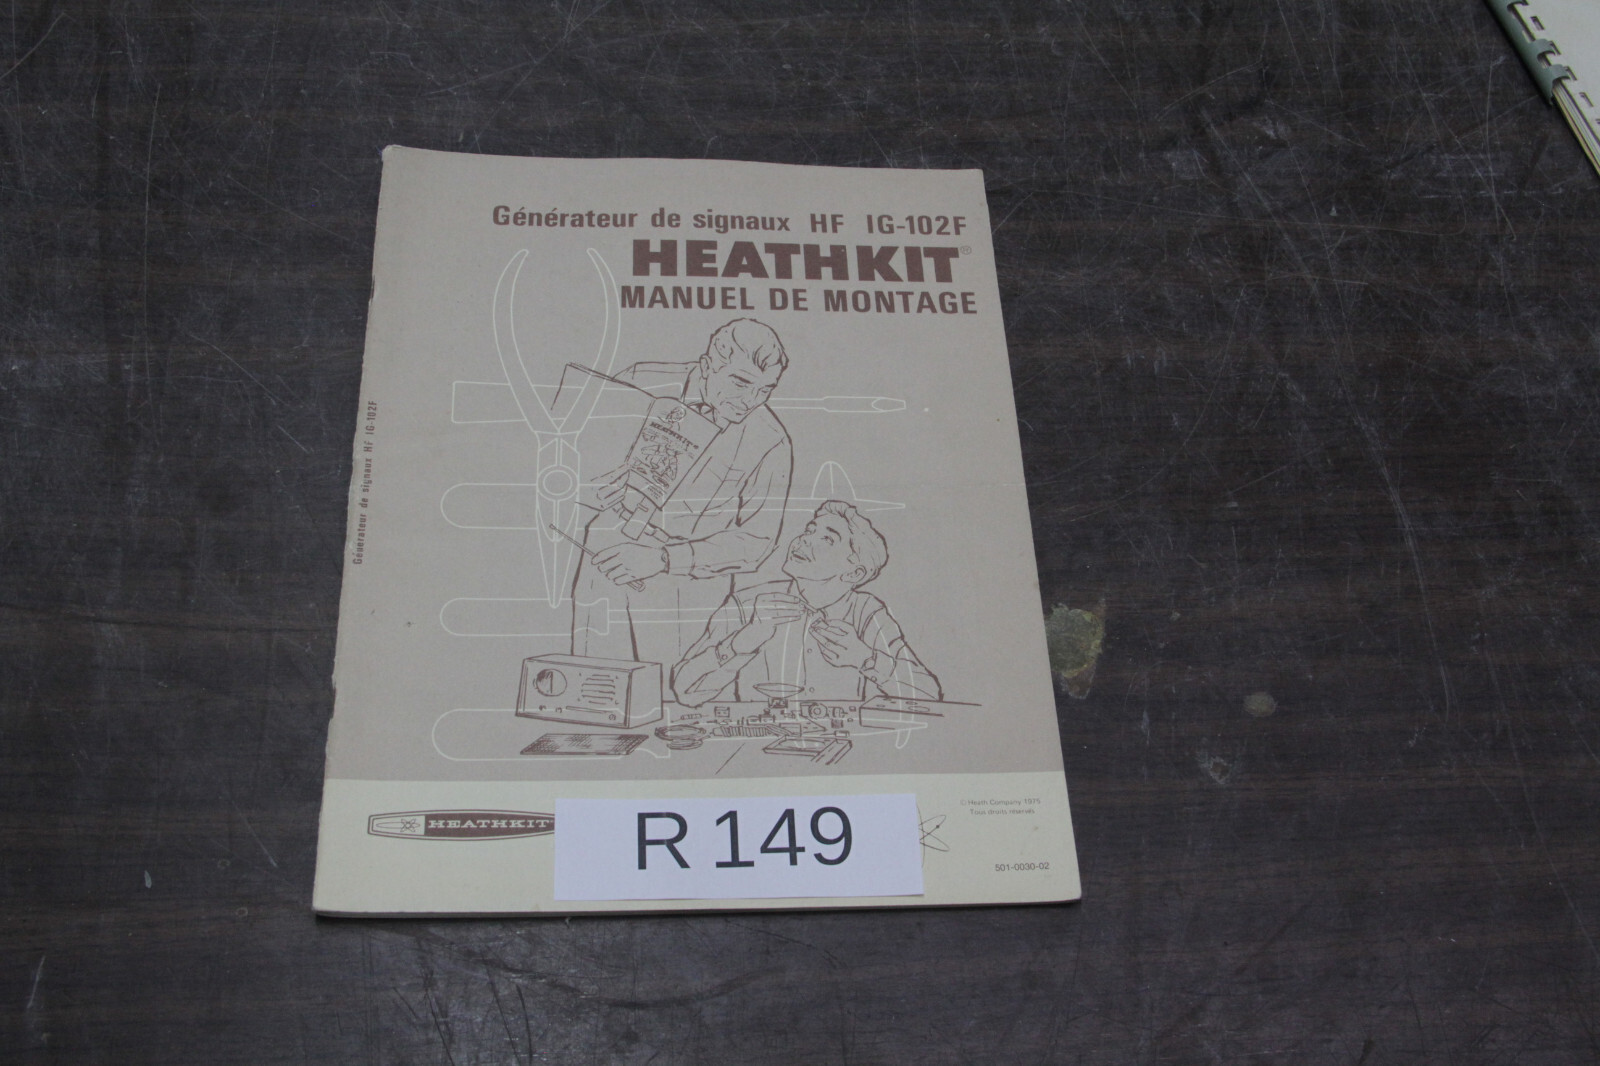 Générateur de signaux HF IG-102F
HEATHKIT®
MANUEL DE MONTAGE
Générateur de signaux HF IG-102F
HEATHKIT®
HEATHKIT
R 149
© Heath Company 1975
Tous droits réservés
501-0030-02